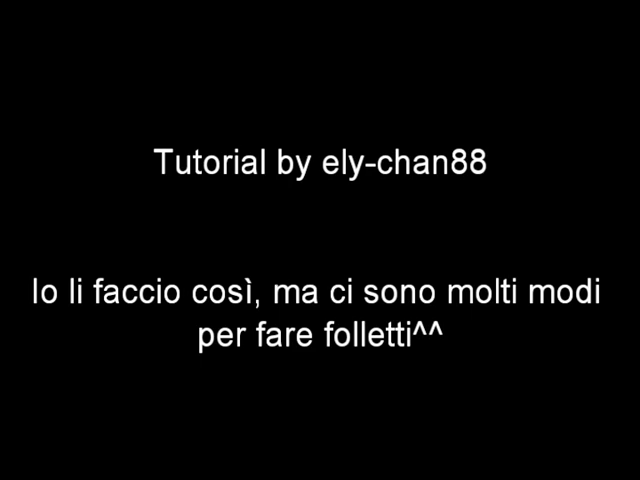 Tutorial by ely-chan88
Io li faccio così, ma ci sono molti modi
per fare folletti^^